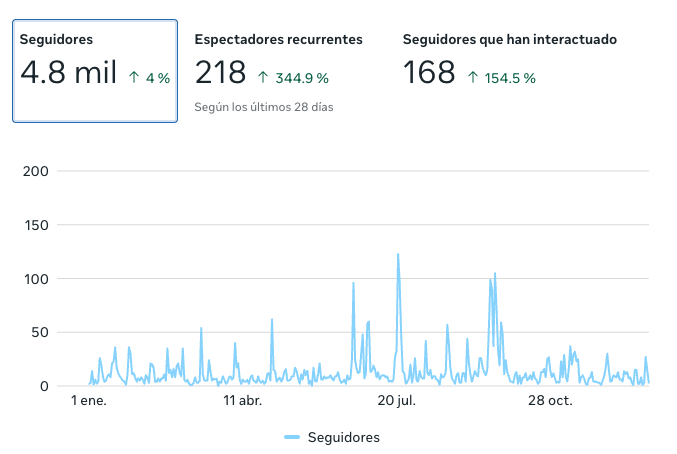 Seguidores
4.8 mil ↑ 4 %
Espectadores recurrentes
218 ↑ 344.9 %
Según los últimos 28 días
Seguidores que han interactuado
168 ↑ 154.5 %
200
150
100
50
0
1 ene.
11 abr.
20 jul.
28 oct.
Seguidores